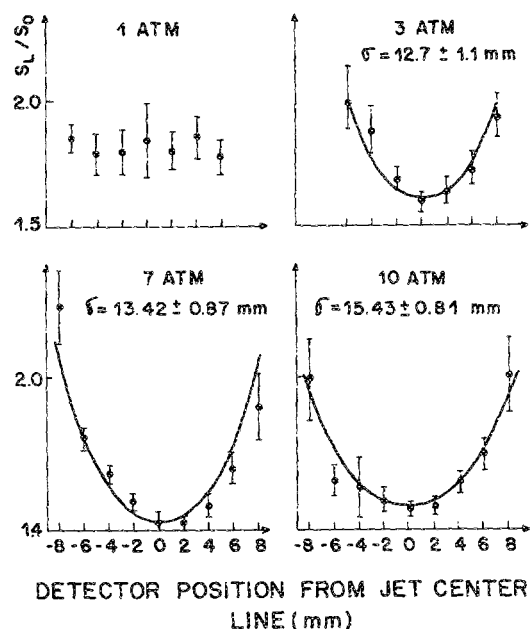 S_L/S_0
1 ATM
2.0
1.5
3 ATM
σ = 12.7 ± 1.1 mm
7 ATM
σ = 13.42 ± 0.87 mm
2.0
1.4
-8 -6 -4 -2 0 2 4 6 8
10 ATM
σ = 15.43 ± 0.81 mm
-8 -6 -4 -2 0 2 4 6 8
DETECTOR POSITION FROM JET CENTER
LINE (mm)